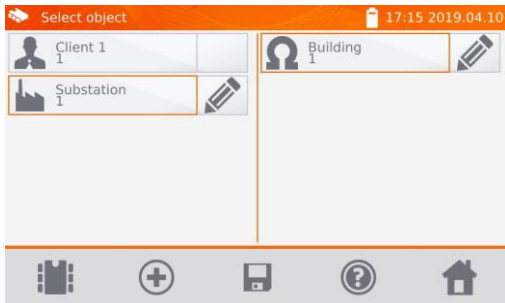 Select object
17:15 2019.04.10
Client 1
1
Substation
1
Building
1